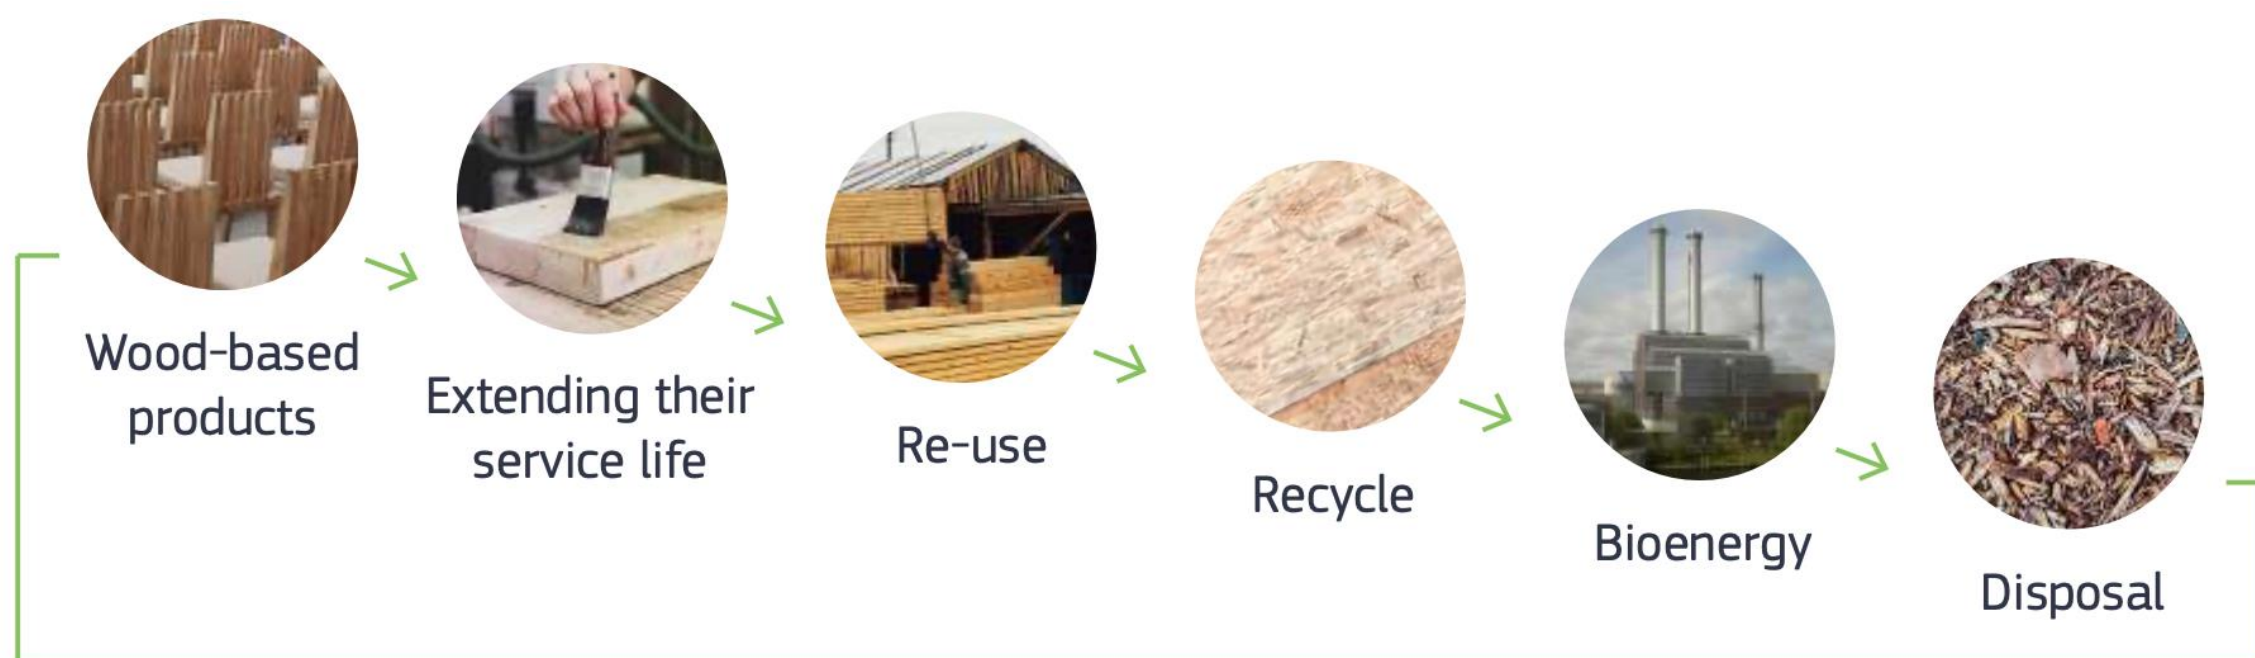 Wood-based
products
Extending their
service life
Re-use
Recycle
Bioenergy
Disposal